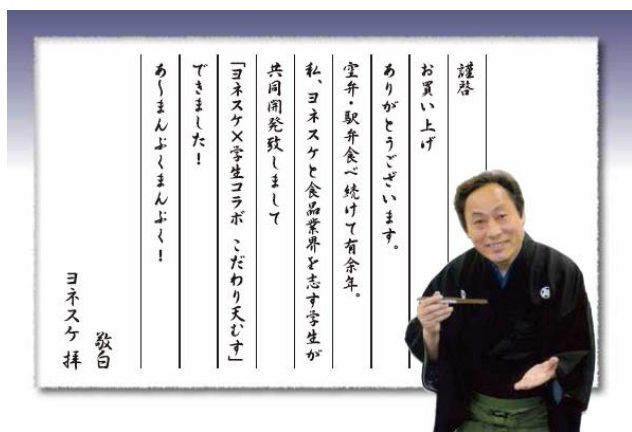 謹啓
お買い上げ
ありがとうございます。
空弁・駅弁食べ続けて有余年。
私、ヨネスケと食品業界を志す学生が
共同開発致しまして
「ヨネスケ×学生コラボ こだわり天むす」
できました!
あ〜まんぷくまんぷく!
敬白
ヨネスケ 拝